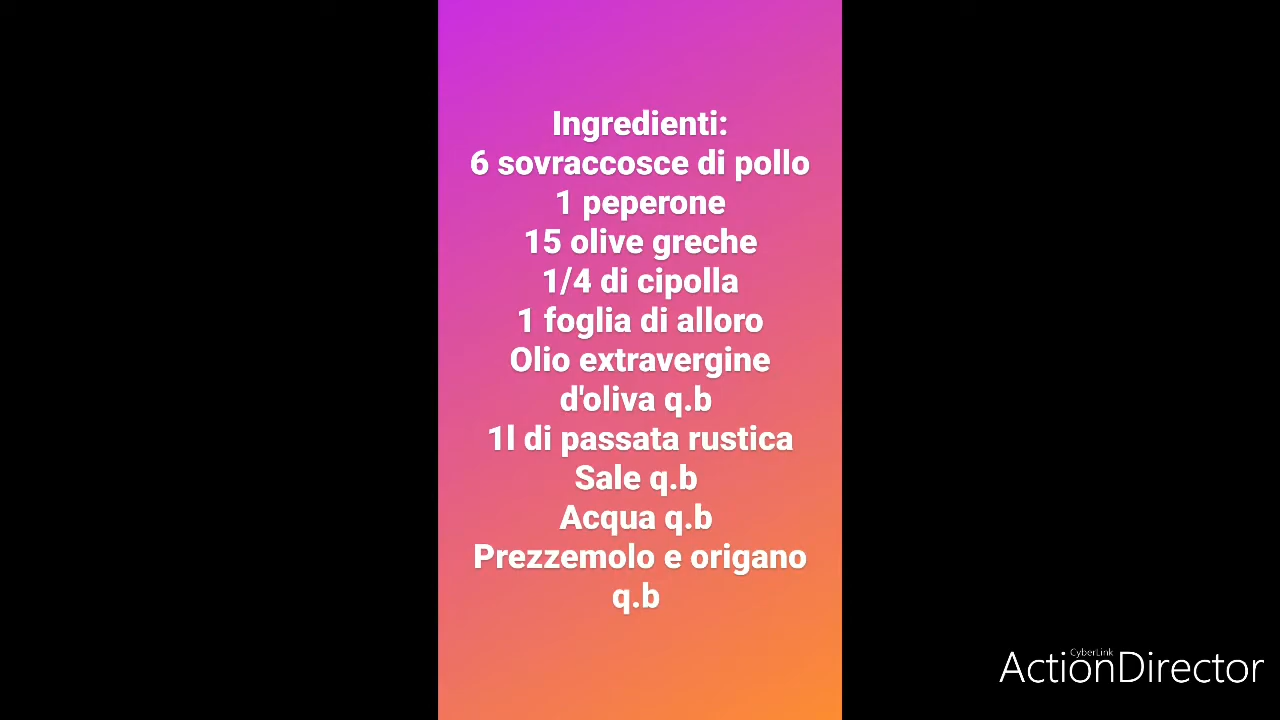 Ingredienti:
6 sovraccosce di pollo
1 peperone
15 olive greche
1/4 di cipolla
1 foglia di alloro
Olio extravergine
d'oliva q.b
1l di passata rustica
Sale q.b
Acqua q.b
Prezzemolo e origano
q.b
CyberLink
ActionDirector